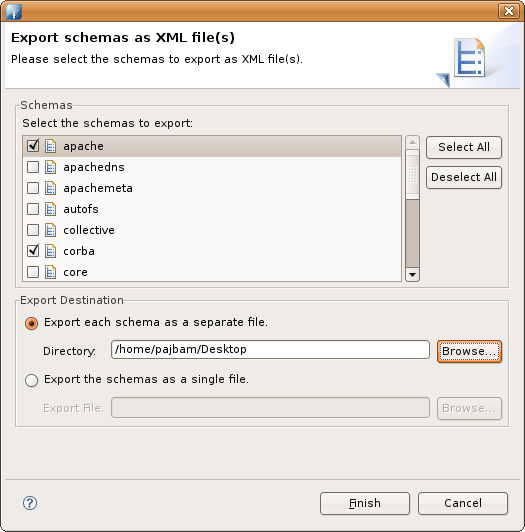 Export schemas as XML file(s)
Please select the schemas to export as XML file(s).
Schemas
Select the schemas to export:
apache
apachedns
apachemeta
autofs
collective
corba
core
Select All
Deselect All
Export Destination
Export each schema as a separate file.
Directory: /home/pajbam/Desktop Browse...
Export the schemas as a single file.
Export File: Browse...
? Finish Cancel